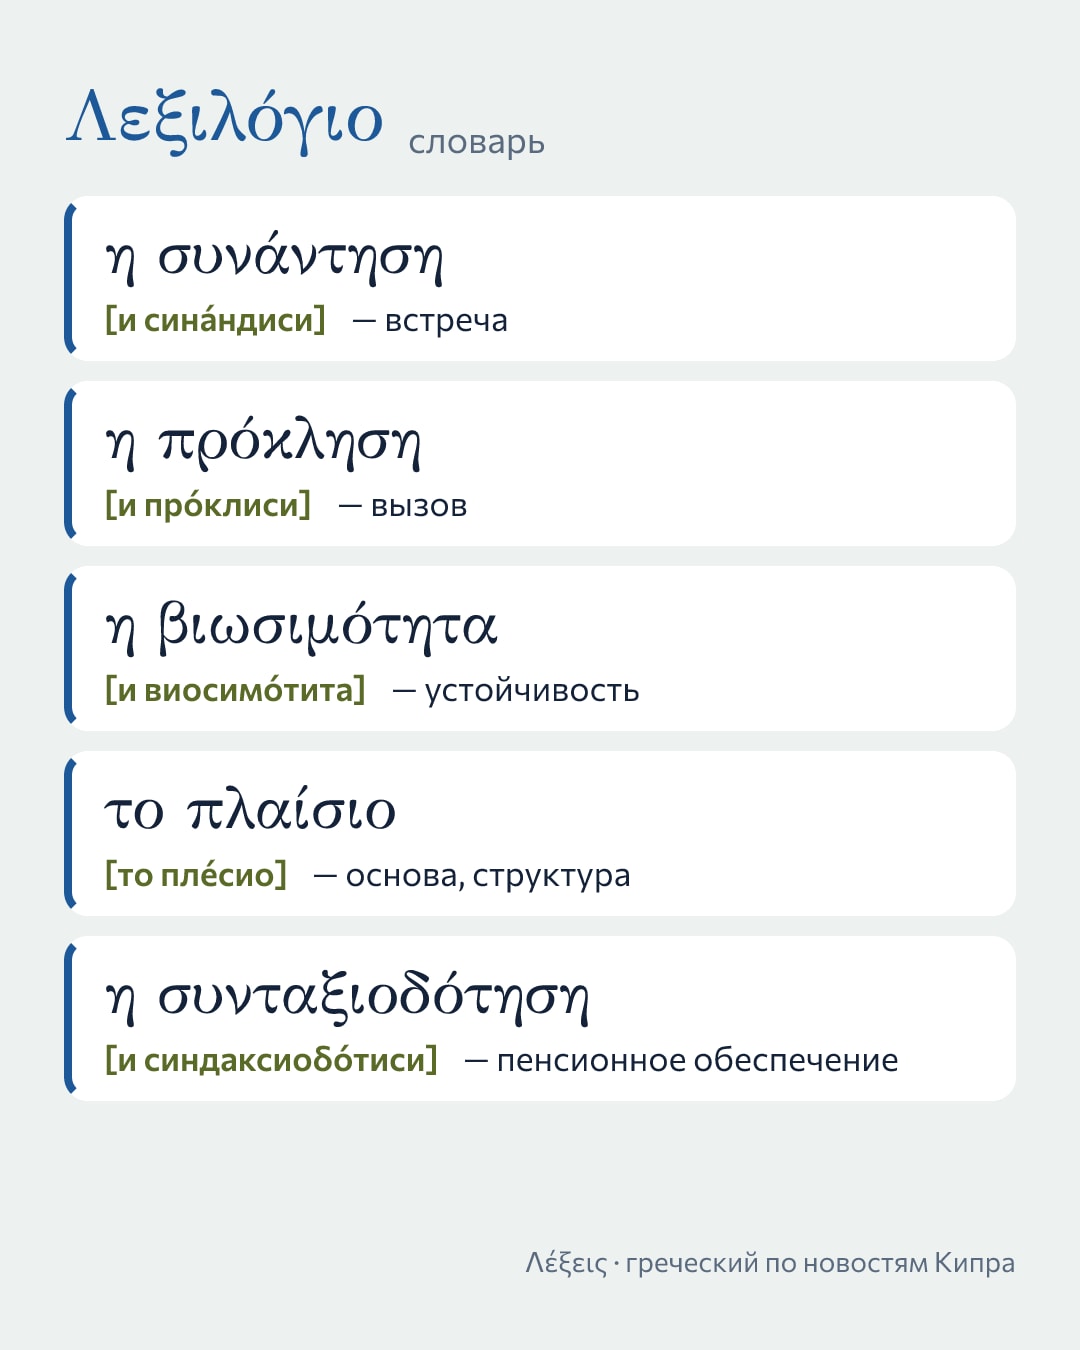 Λεξιλόγιο словарь
η συνάντηση
[и сина́ндиси] — встреча
η πρόκληση
[и про́клиси] — вызов
η βιωσιμότητα
[и виосимо́тита] — устойчивость
το πλαίσιο
[то пле́сио] — основа, структура
η συνταξιοδότηση
[и синдаксиоδо́тиси] — пенсионное обеспечение
Λέξεις · греческий по новостям Кипра